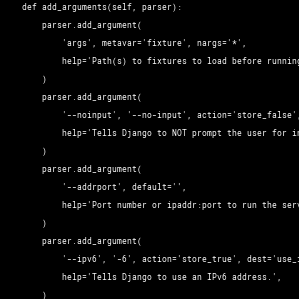 def add_arguments(self, parser):
parser.add_argument(
'args', metavar='fixture', nargs='*',
help='Path(s) to fixtures to load before running
)
parser.add_argument(
'--noinput', '--no-input', action='store_false',
help='Tells Django to NOT prompt the user for
)
parser.add_argument(
'--addrport', default='',
help='Port number or ipaddr:port to run the
)
parser.add_argument(
'--ipv6', '-6', action='store_true',
help='Tells Django to use an IPv6 address.',
)